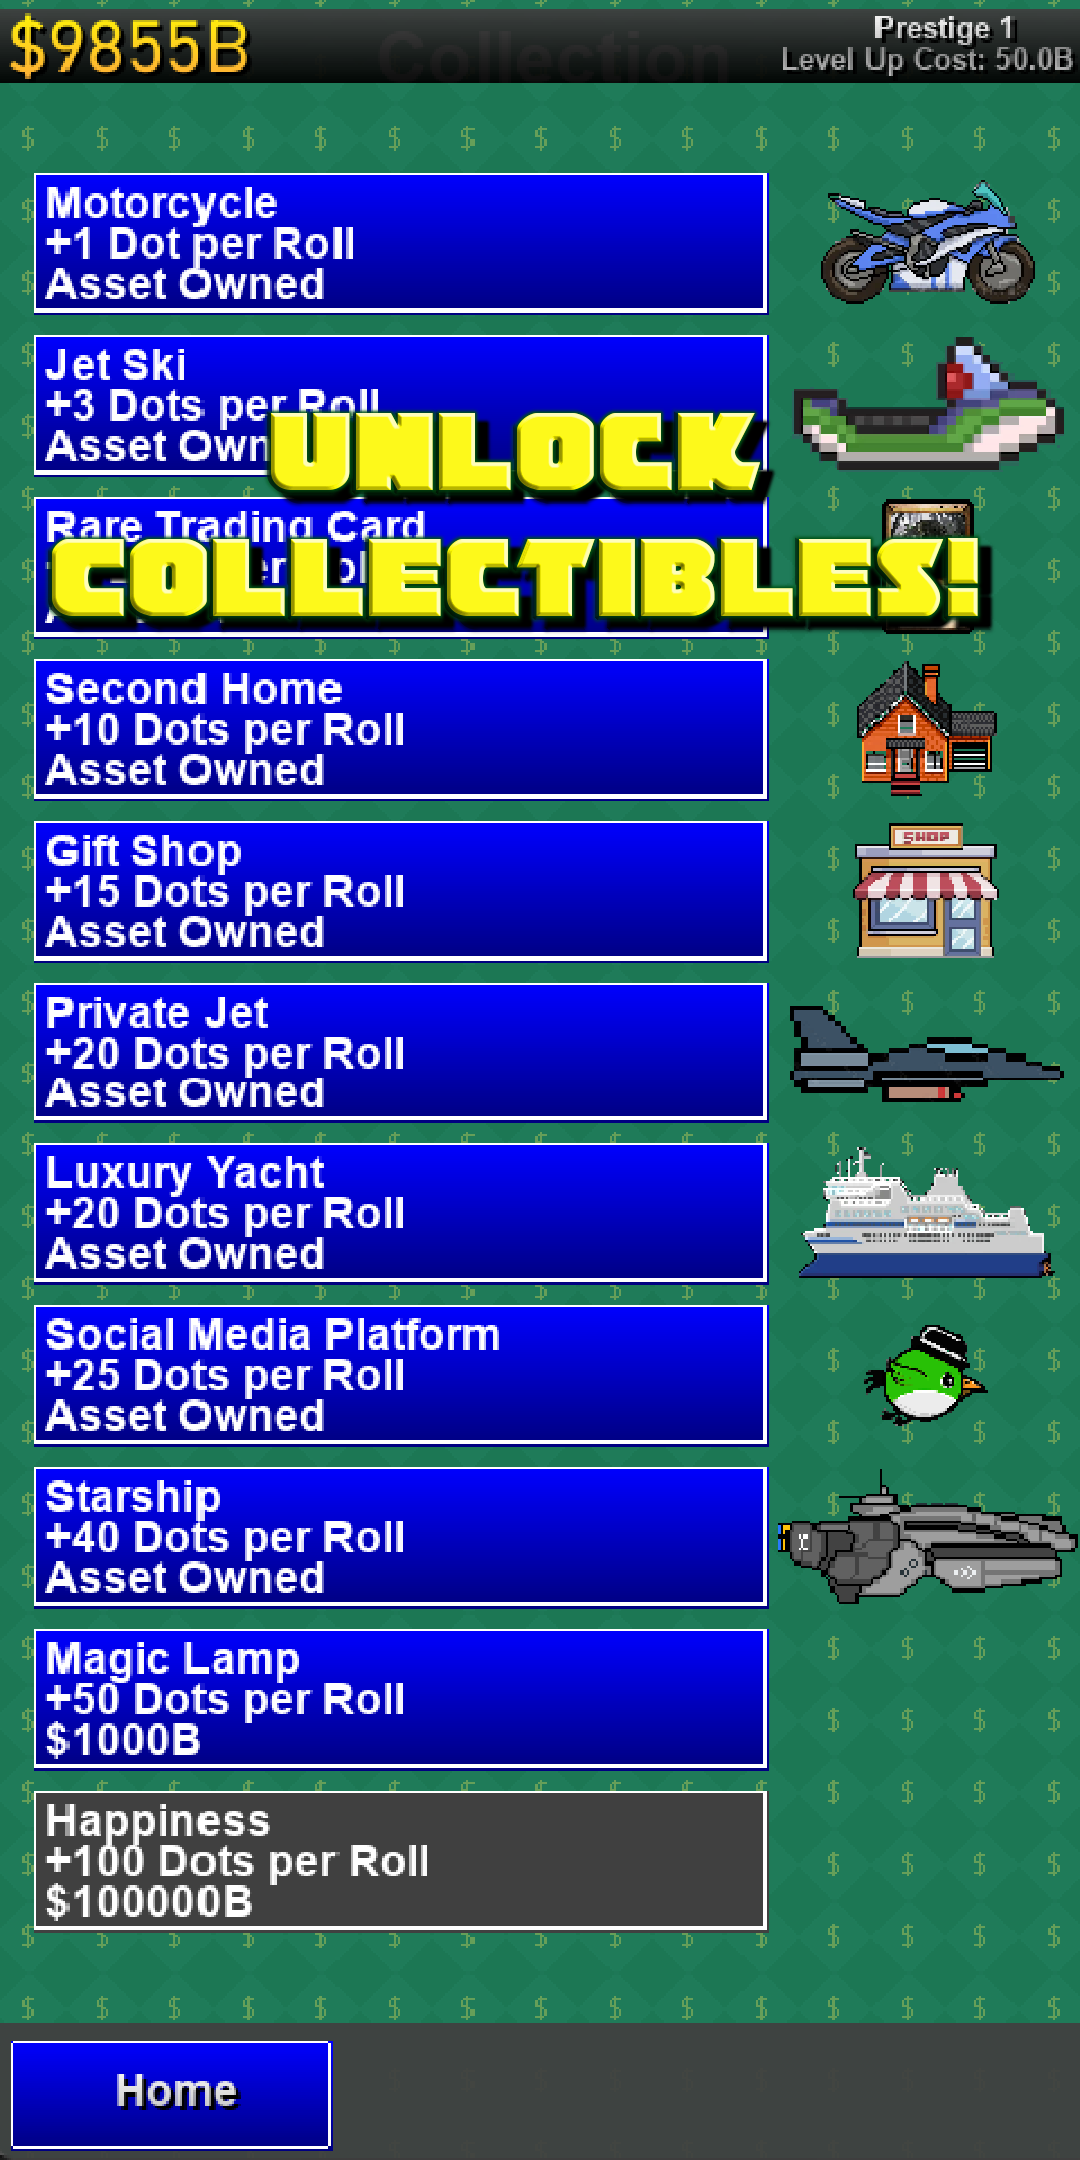 $9855B
Collection
Prestige 1
Level Up Cost: 50.0B
Motorcycle
+1 Dot per Roll
Asset Owned
Jet Ski
+3 Dots per Roll
Asset Own
UNLOCK
Rare Trading Card
COLLECTIBLES!
Second Home
+10 Dots per Roll
Asset Owned
Gift Shop
+15 Dots per Roll
Asset Owned
SHOP
Private Jet
+20 Dots per Roll
Asset Owned
Luxury Yacht
+20 Dots per Roll
Asset Owned
Social Media Platform
+25 Dots per Roll
Asset Owned
Starship
+40 Dots per Roll
Asset Owned
Magic Lamp
+50 Dots per Roll
$1000B
Happiness
+100 Dots per Roll
$100000B
Home